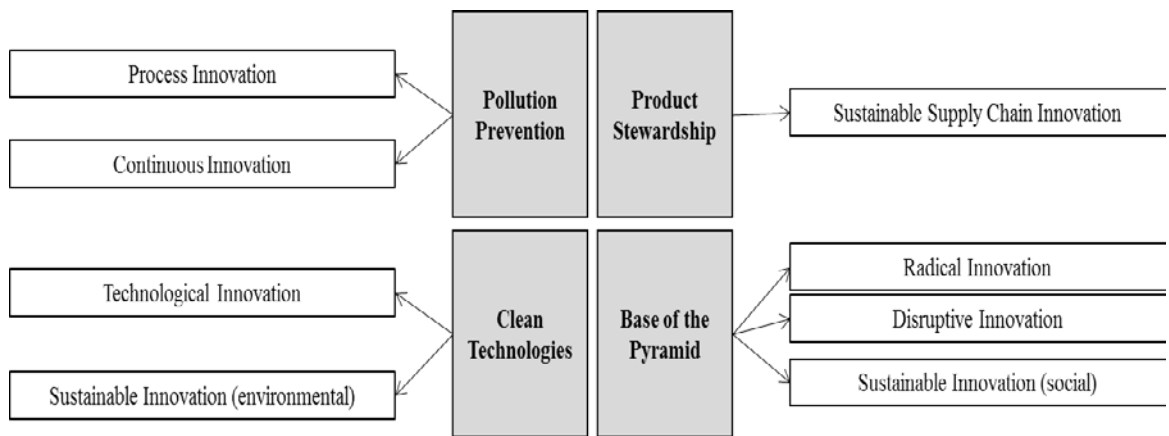 Process Innovation
Continuous Innovation
Pollution
Prevention
Product
Stewardship
Sustainable Supply Chain Innovation
Technological Innovation
Sustainable Innovation (environmental)
Clean
Technologies
Base of the
Pyramid
Radical Innovation
Disruptive Innovation
Sustainable Innovation (social)